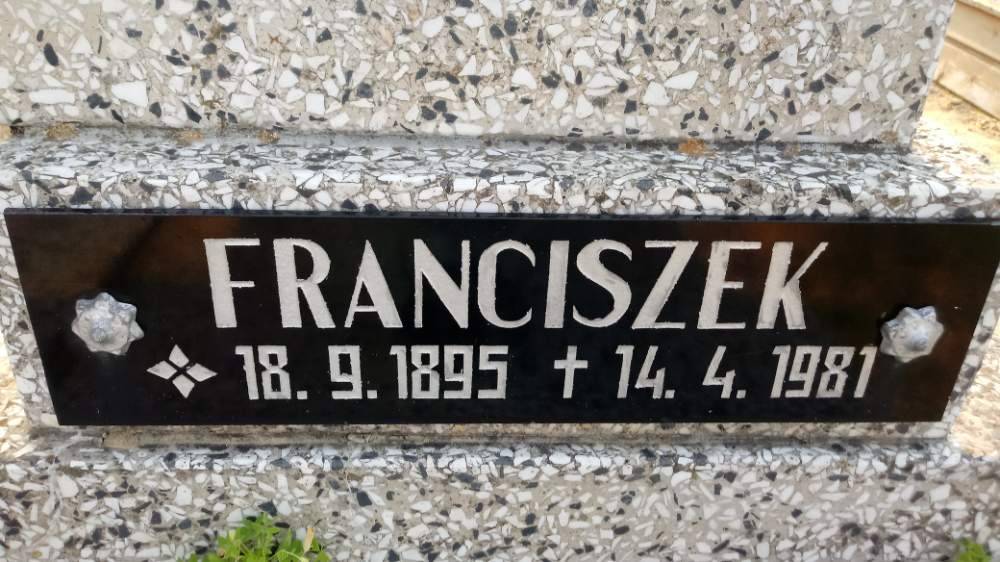 FRANCISZEK
18. 9. 1895 † 14. 4. 1981